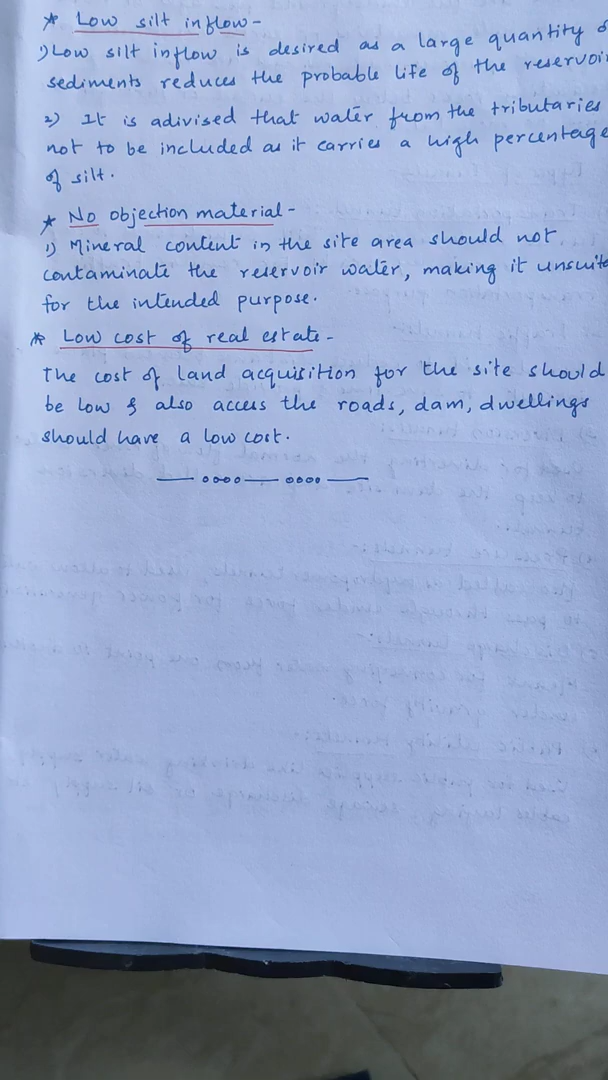 * Low silt inflow -
1) Low silt inflow is desired as a large quantity
sediments reduces the probable life of the reservoi
2) It is adivised that water from the tributaries
not to be included as it carries a high percentage
of silt.
* No objection material -
1) Mineral content in the site area should not
contaminate the reservoir water, making it unsuita
for the intended purpose.
* Low cost of real estate -
The cost of land acquisition for the site should
be low & also access the roads, dam, dwellings
should have a low cost.